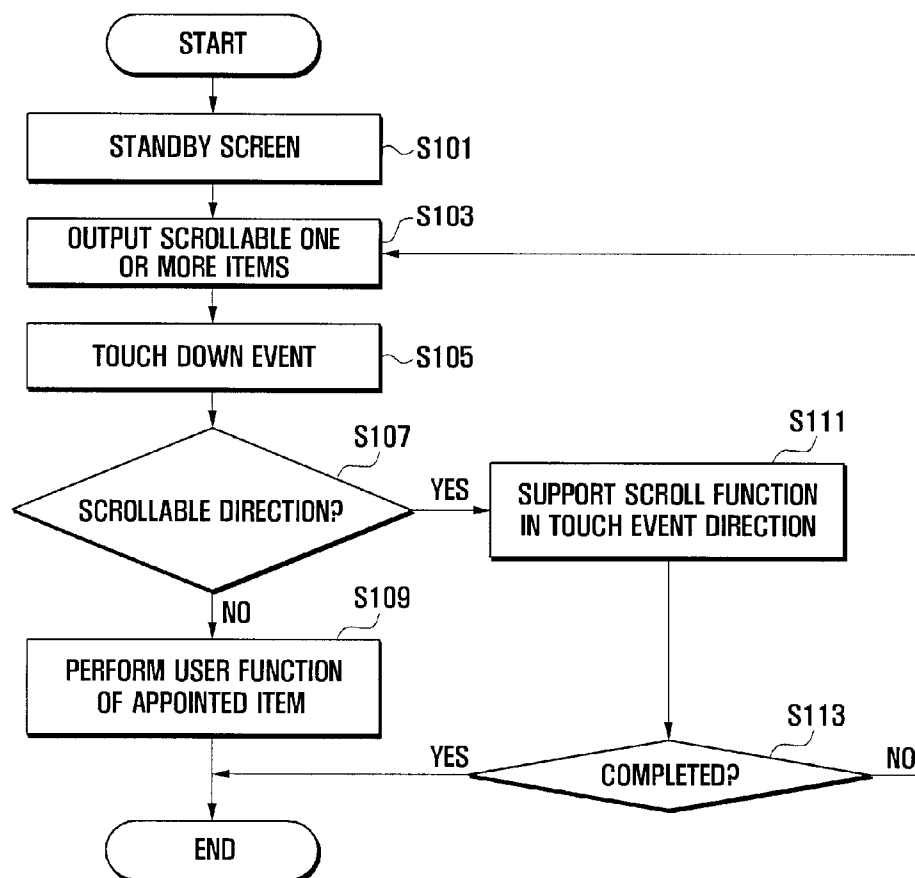 START
STANDBY SCREEN
S101
S103
OUTPUT SCROLLABLE ONE
OR MORE ITEMS
TOUCH DOWN EVENT
S105
S107
SCROLLABLE DIRECTION?
YES
NO
S111
SUPPORT SCROLL FUNCTION
IN TOUCH EVENT DIRECTION
S109
PERFORM USER FUNCTION
OF APPOINTED ITEM
S113
COMPLETED?
YES
NO
END